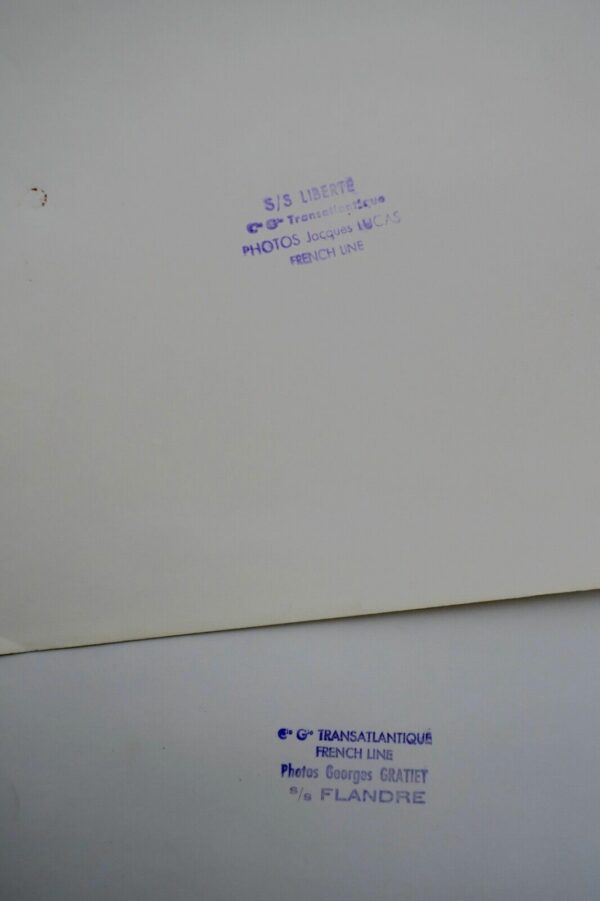 S/S LIBERTÉ
Cie Gle Transatlantique
PHOTOS Jacques LUCAS
FRENCH LINE
Cie Gle TRANSATLANTIQUE
FRENCH LINE
Photos Georges GRATIET
s/s FLANDRE